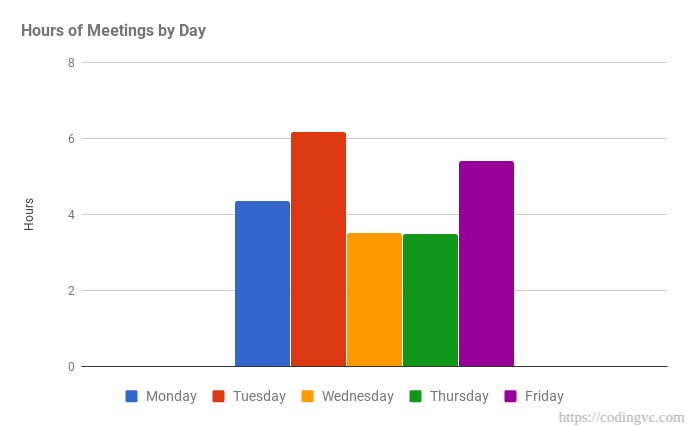 Hours of Meetings by Day
8
6
4
2
0
Hours
Monday Tuesday Wednesday Thursday Friday
https://codingvc.com